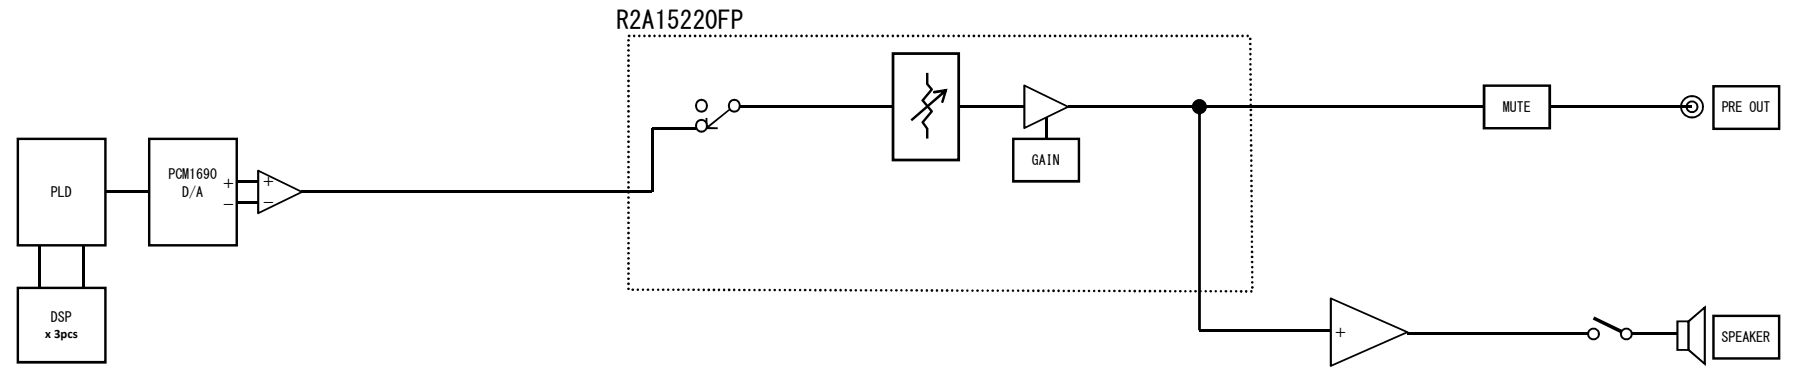 R2A15220FP
MUTE
PRE OUT
GAIN
PLD
PCM1690
D/A
+
−
+
−
DSP
x 3pcs
+
SPEAKER